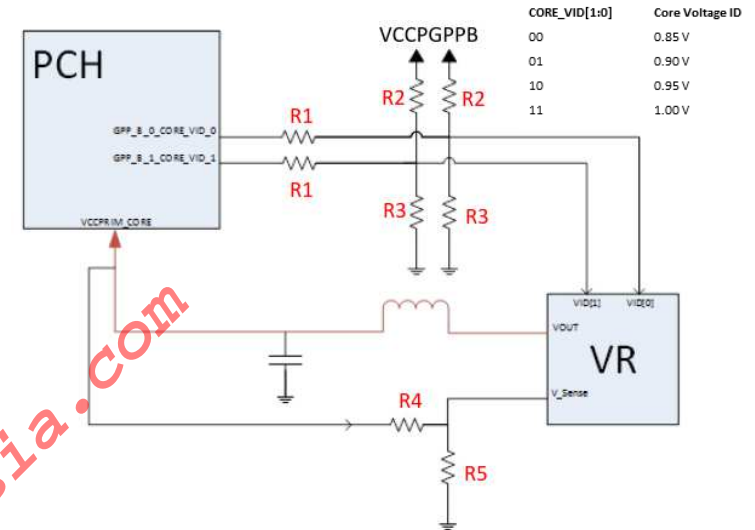 CORE_VID[1:0] Core Voltage ID
00 0.85 V
01 0.90 V
10 0.95 V
11 1.00 V
VCCPGPPB
PCH
R2 R2
R1
GPP_B_0_CORE_VID_0
GPP_B_1_CORE_VID_1
R1
R3 R3
VCCPRIM_CORE
VID[1] VID[0]
VOUT
VR
V_Sense
R4
R5
sia.com